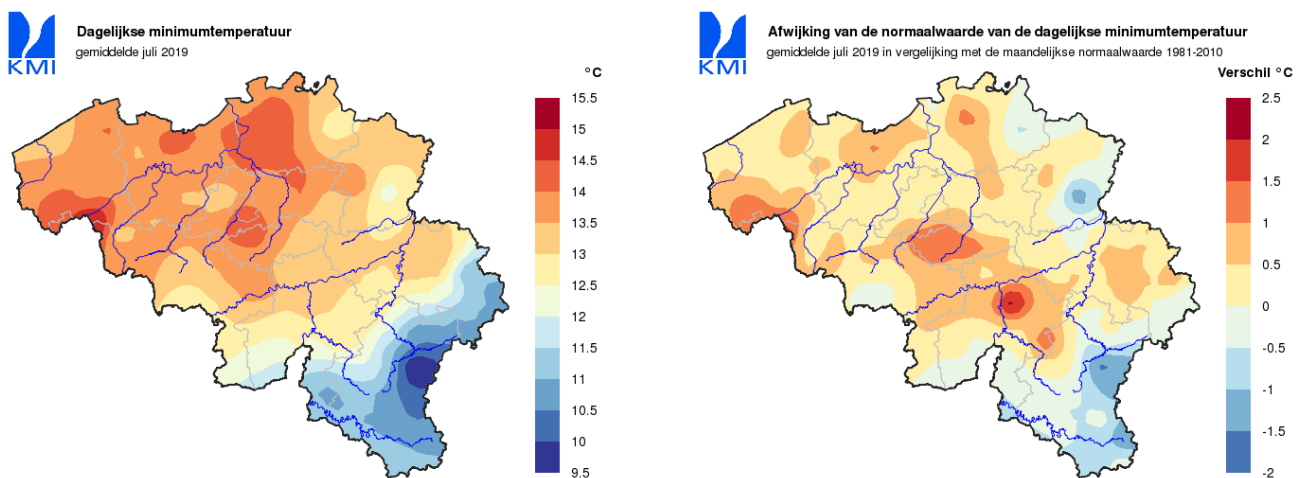 KMI
Dagelijkse minimumtemperatuur
gemiddelde juli 2019
°C
15.5
15
14.5
14
13.5
13
12.5
12
11.5
11
10.5
10
9.5
KMI
Afwijking van de normaalwaarde van de dagelijkse minimumtemperatuur
gemiddelde juli 2019 in vergelijking met de maandelijkse normaalwaarde 1981-2010
Verschil °C
2.5
2
1.5
1
0.5
0
-0.5
-1
-1.5
-2